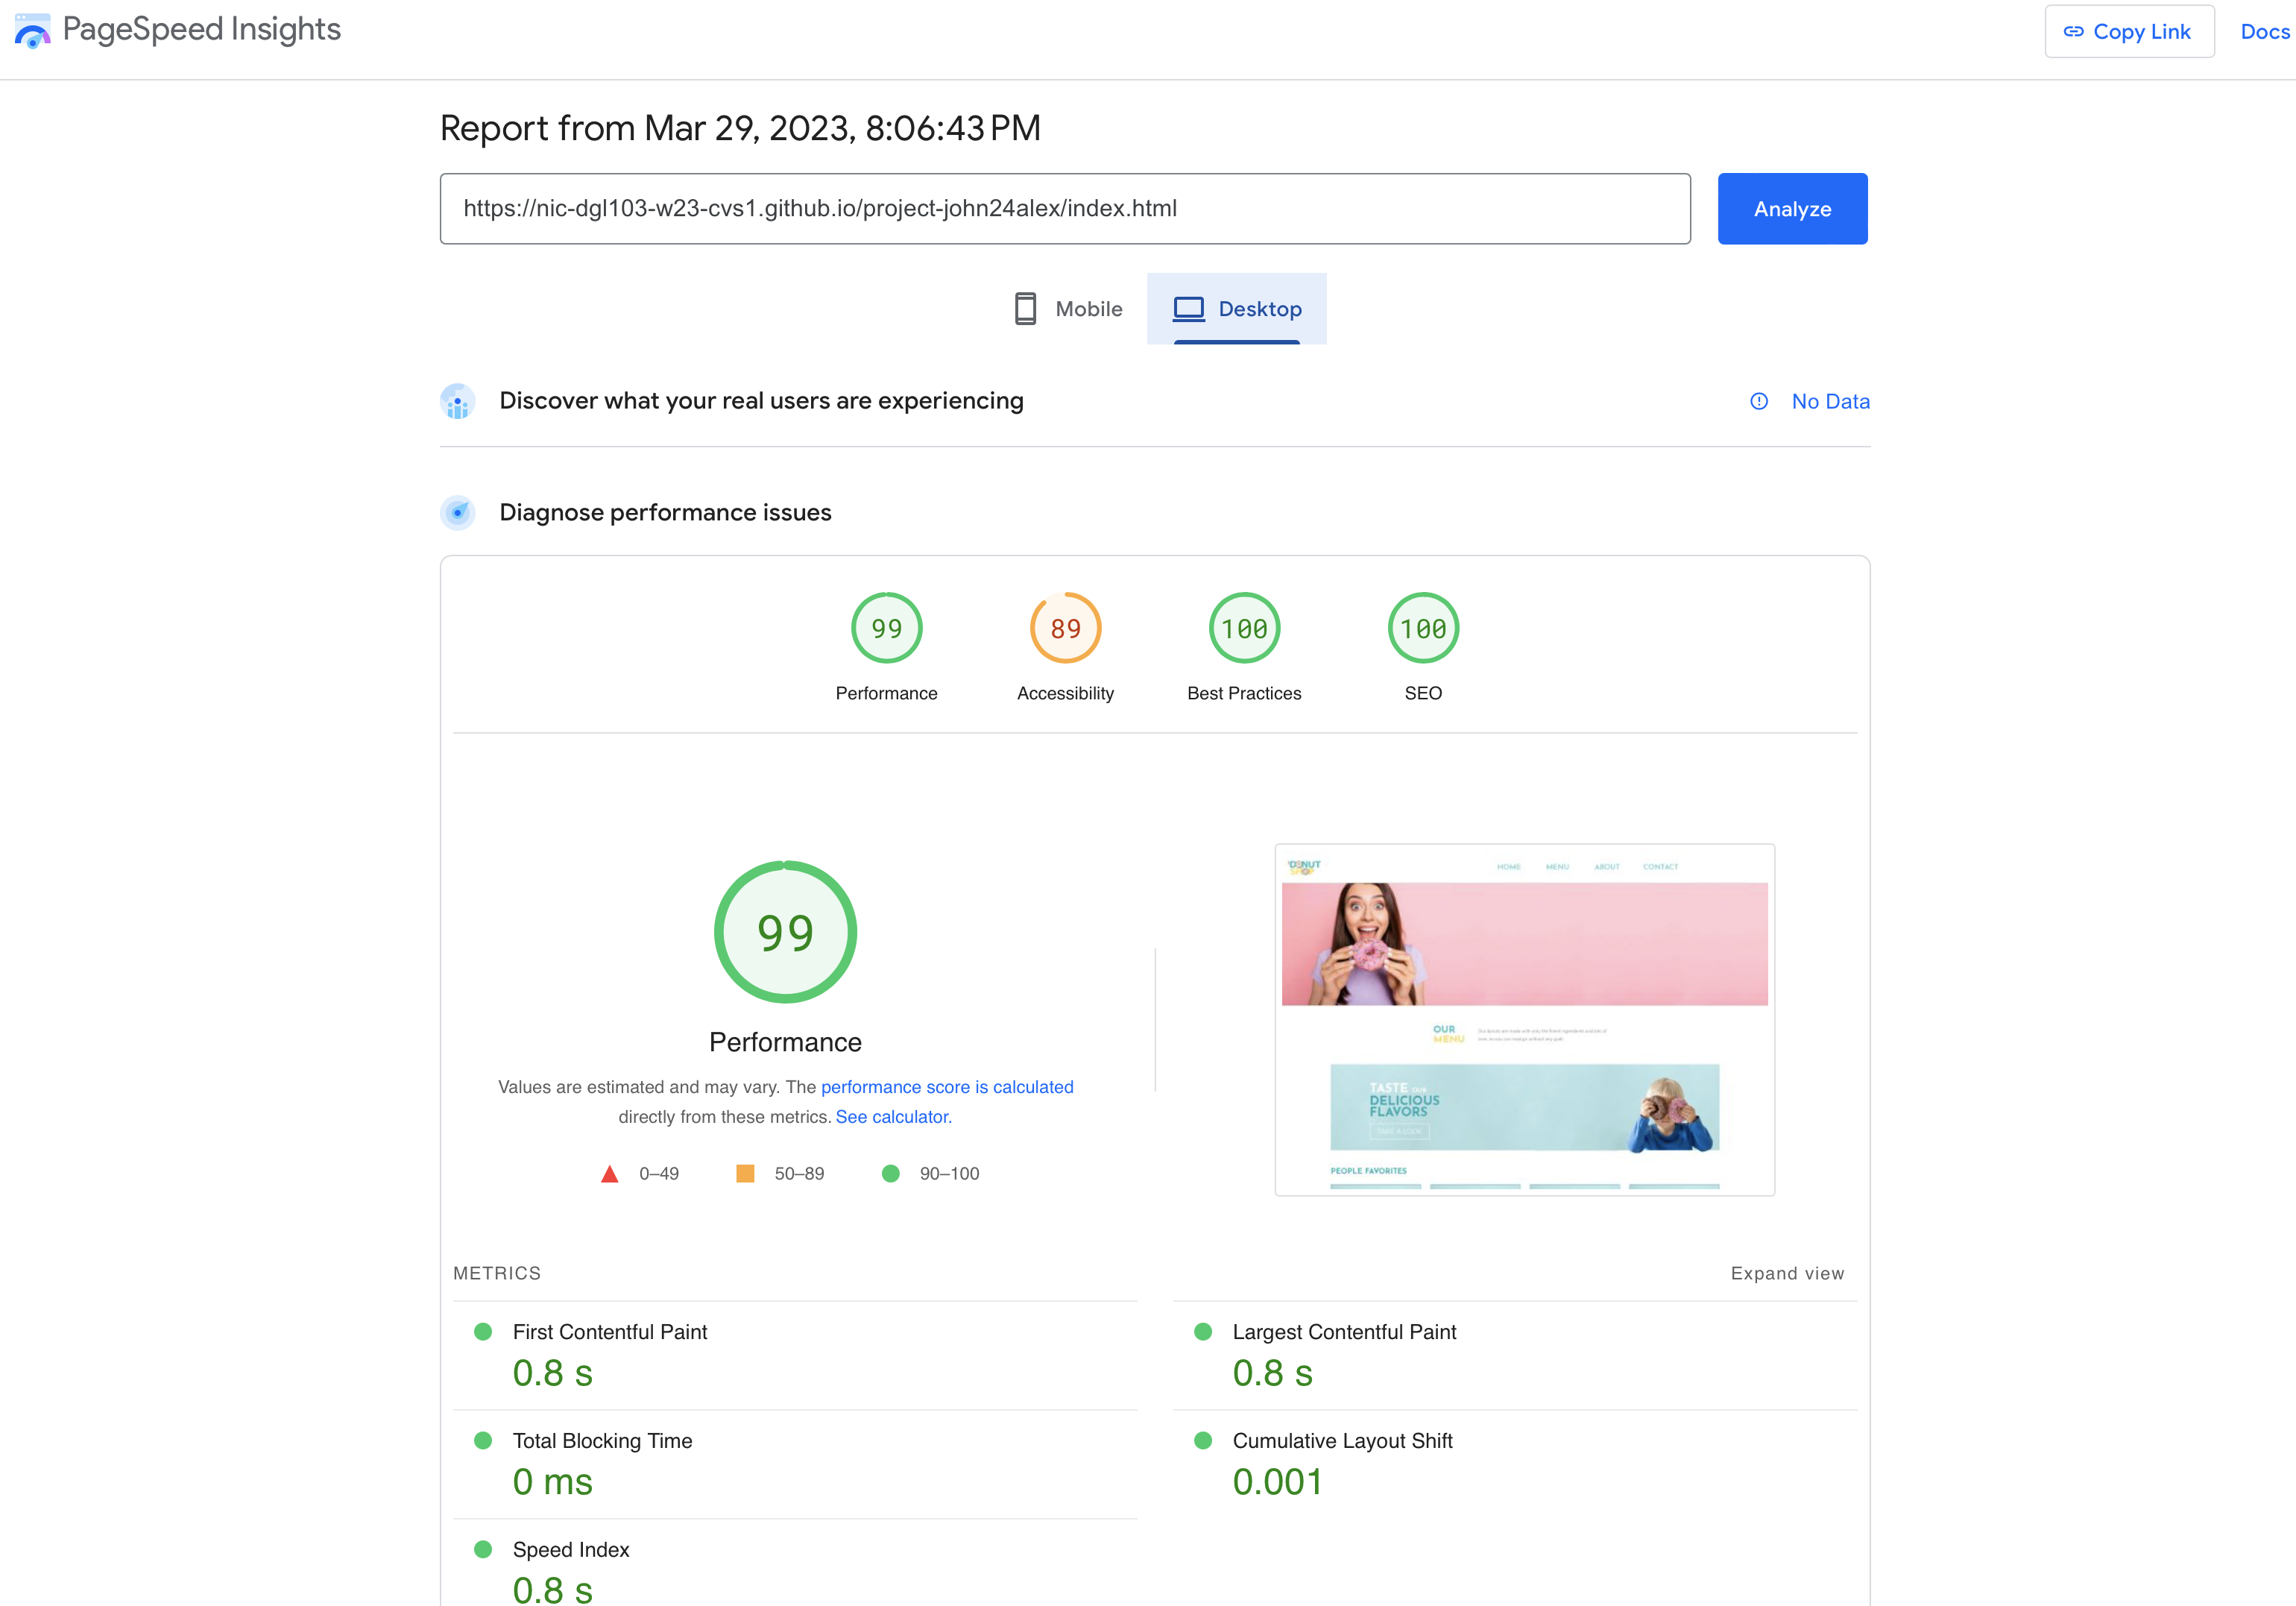 PageSpeed Insights
Copy Link
Docs
Report from Mar 29, 2023, 8:06:43 PM
https://nic-dgl103-w23-cvs1.github.io/project-john24alex/index.html
Analyze
Mobile
Desktop
Discover what your real users are experiencing
No Data
Diagnose performance issues
99
89
100
100
Performance
Accessibility
Best Practices
SEO
99
Performance
Values are estimated and may vary. The performance score is calculated
directly from these metrics. See calculator.
0–49
50–89
90–100
DONUT
SHOP
HOME
MENU
ABOUT
CONTACT
OUR
MENU
TASTE OUR
DELICIOUS
FLAVORS
TAKE A LOOK
PEOPLE FAVORITES
METRICS
Expand view
First Contentful Paint
0.8 s
Largest Contentful Paint
0.8 s
Total Blocking Time
0 ms
Cumulative Layout Shift
0.001
Speed Index
0.8 s